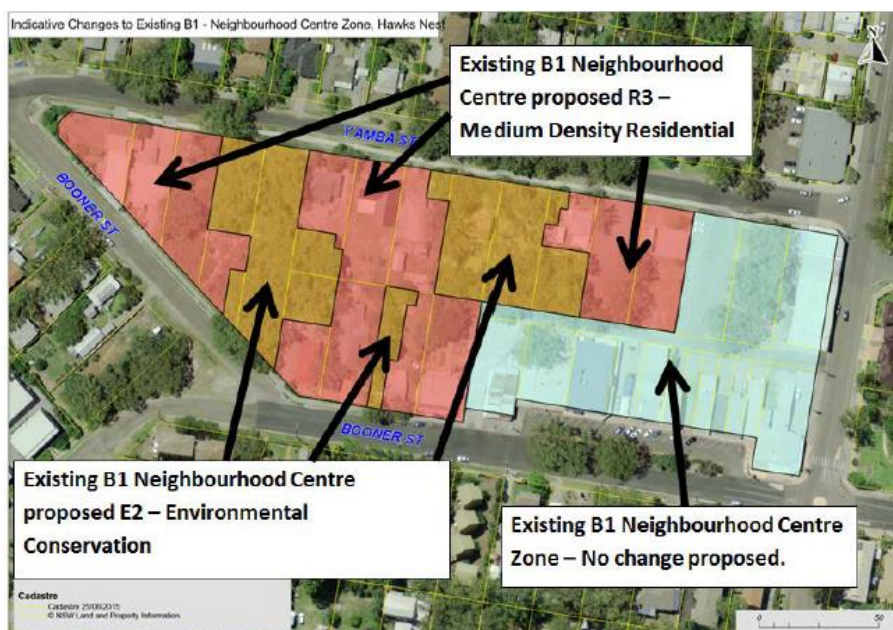 Indicative Changes to Existing B1 - Neighbourhood Centre Zone, Hawks Nest
Existing B1 Neighbourhood
Centre proposed R3 –
Medium Density Residential
YAMBA ST
BOONER ST
BOONER ST
Existing B1 Neighbourhood Centre
proposed E2 – Environmental
Conservation
Existing B1 Neighbourhood Centre
Zone – No change proposed.
Cadastre
Cadastre 25/08/2015
© NSW Land and Property Information
0 50